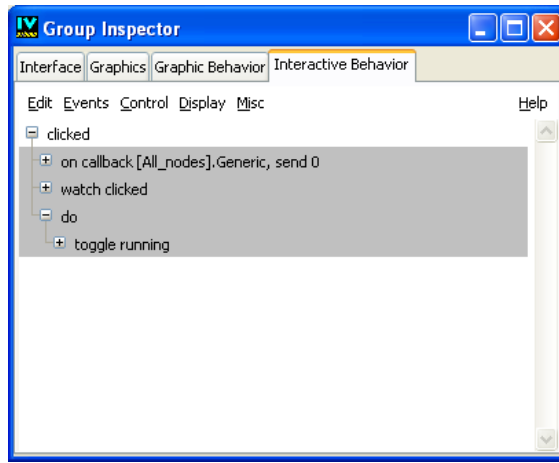 IV Group Inspector
Interface Graphics Graphic Behavior Interactive Behavior
Edit Events Control Display Misc Help
clicked
on callback [All_nodes].Generic, send 0
watch clicked
do
toggle running